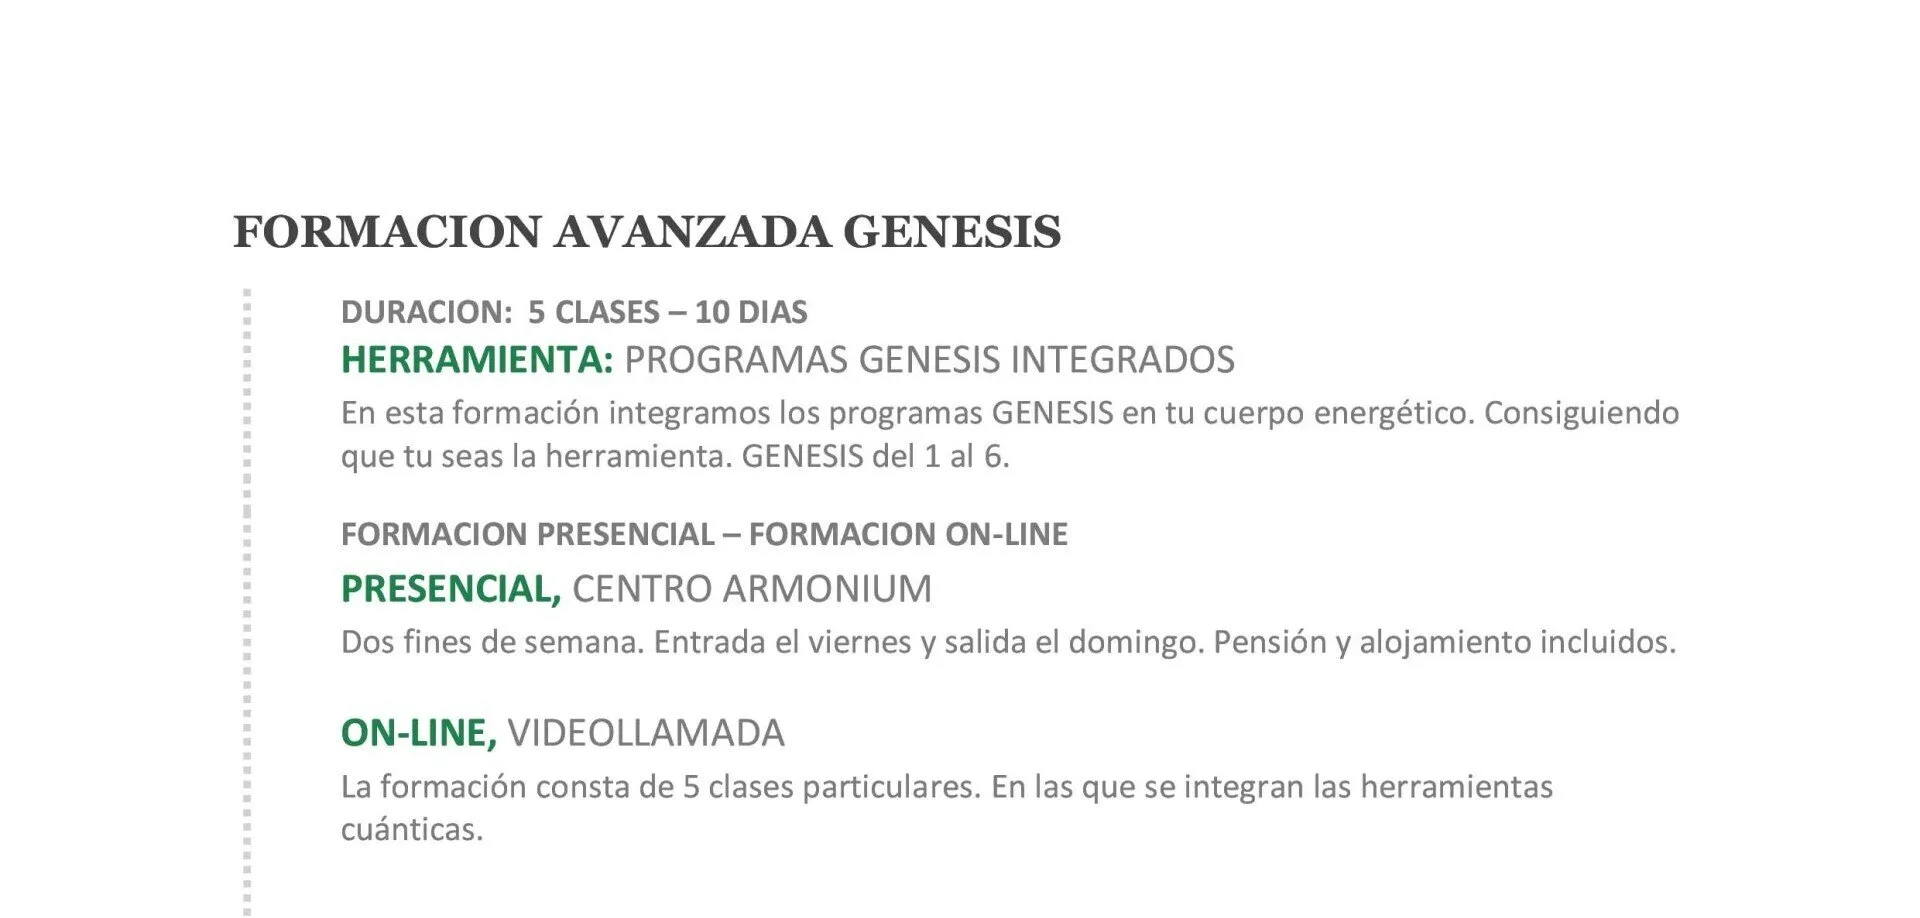 FORMACION AVANZADA GENESIS
DURACION: 5 CLASES – 10 DIAS
HERRAMIENTA: PROGRAMAS GENESIS INTEGRADOS
En esta formación integramos los programas GENESIS en tu cuerpo energético. Consiguiendo
que tu seas la herramienta. GENESIS del 1 al 6.
FORMACION PRESENCIAL – FORMACION ON-LINE
PRESENCIAL, CENTRO ARMONIUM
Dos fines de semana. Entrada el viernes y salida el domingo. Pensión y alojamiento incluidos.
ON-LINE, VIDEOLLAMADA
La formación consta de 5 clases particulares. En las que se integran las herramientas
cuánticas.